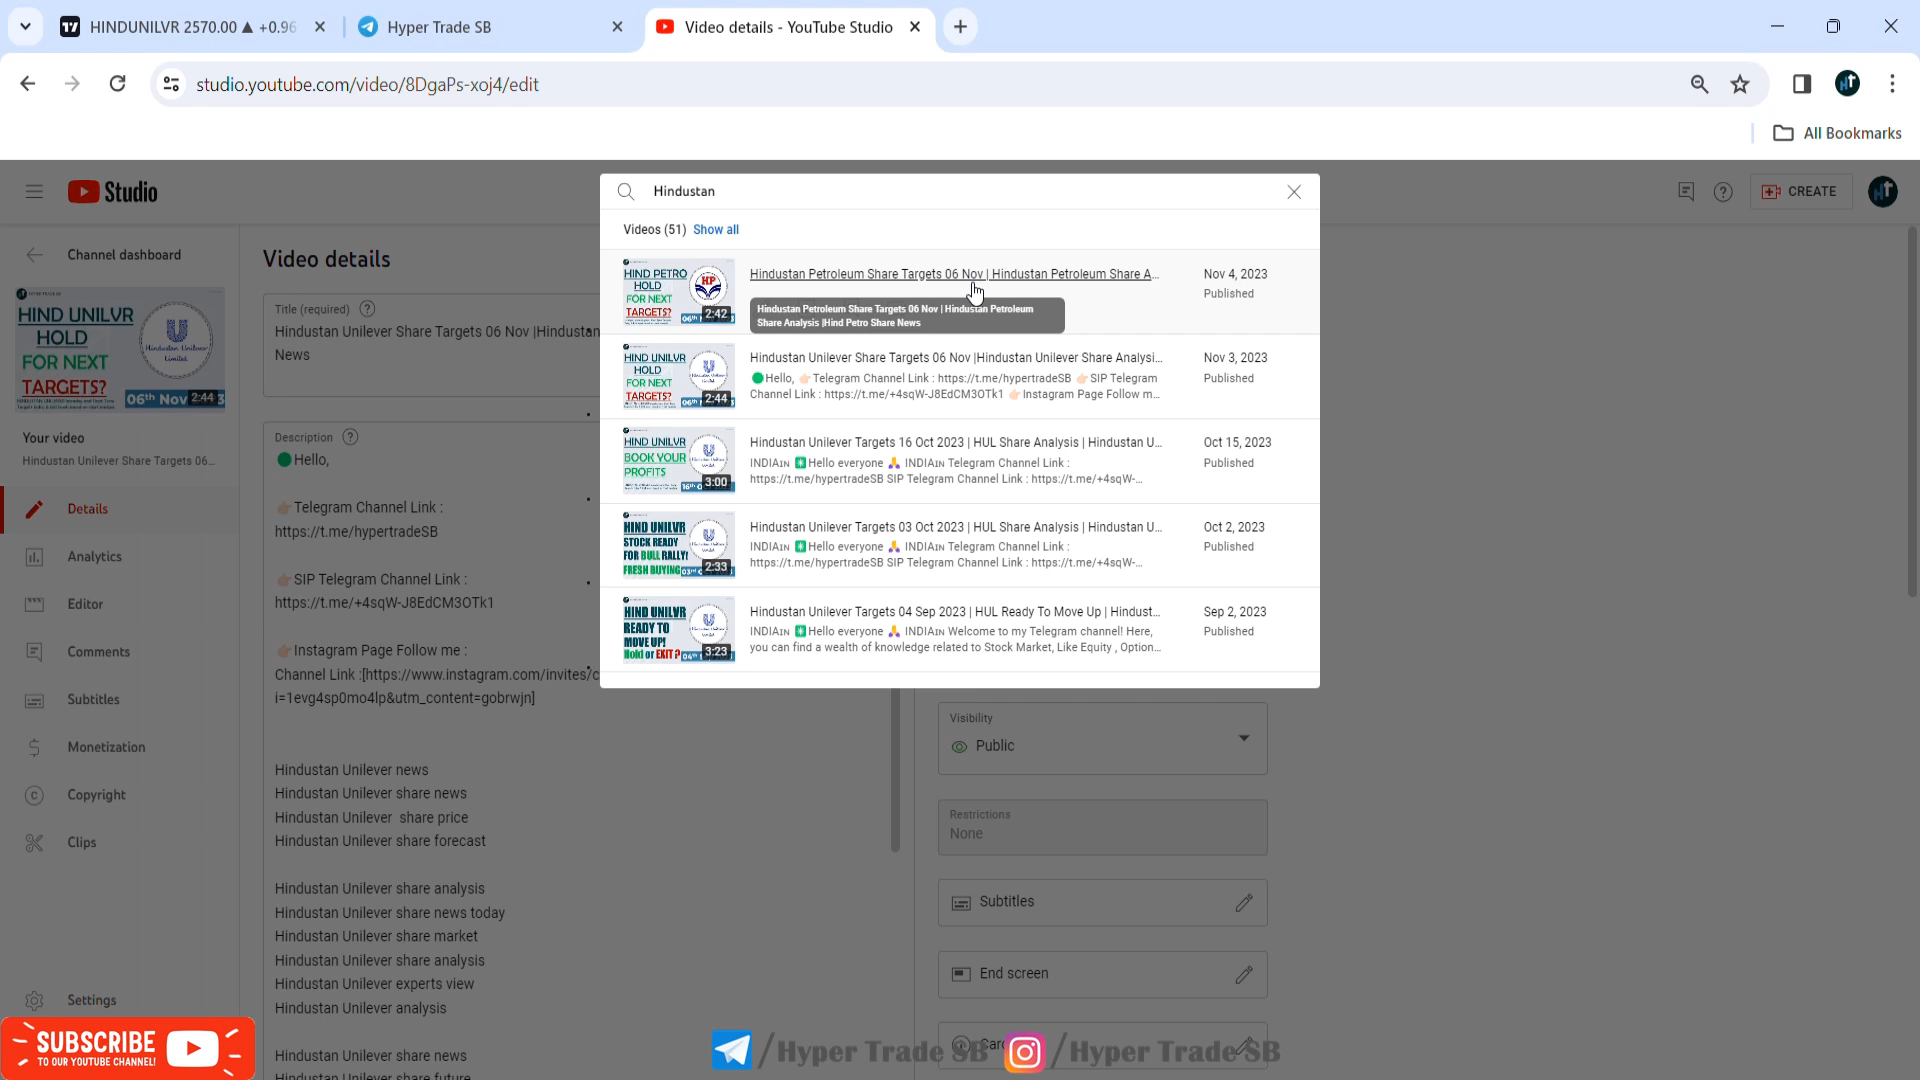 HINDUNILVR 2570.00 ▲ +0.96
Hyper Trade SB
Video details - YouTube Studio
studio.youtube.com/video/8DgaPs-xoj4/edit
All Bookmarks
Studio
CREATE
Hindustan
Videos (51) Show all
HIND PETRO
HOLD
FOR NEXT
TARGETS?
2:42
Hindustan Petroleum Share Targets 06 Nov | Hindustan Petroleum Share A...
Nov 4, 2023
Published
Hindustan Petroleum Share Targets 06 Nov | Hindustan Petroleum
Share Analysis |Hind Petro Share News
HIND UNILVR
HOLD
FOR NEXT
TARGETS?
2:44
Hindustan Unilever Share Targets 06 Nov |Hindustan Unilever Share Analysi...
🟢Hello, 👉🏻Telegram Channel Link : https://t.me/hypertradeSB 👉🏻SIP Telegram
Channel Link : https://t.me/+4sqW-J8EdCM3OTk1 👉🏻Instagram Page Follow m...
Nov 3, 2023
Published
HIND UNILVR
BOOK YOUR
PROFITS
3:00
Hindustan Unilever Targets 16 Oct 2023 | HUL Share Analysis | Hindustan U...
INDIAIN ✳️Hello everyone 🙏 INDIAIN Telegram Channel Link :
https://t.me/hypertradeSB SIP Telegram Channel Link : https://t.me/+4sqW-...
Oct 15, 2023
Published
HIND UNILVR
STOCK READY
FOR BULL RALLY!
FRESH BUYING
2:33
Hindustan Unilever Targets 03 Oct 2023 | HUL Share Analysis | Hindustan U...
INDIAIN ✳️Hello everyone 🙏 INDIAIN Telegram Channel Link :
https://t.me/hypertradeSB SIP Telegram Channel Link : https://t.me/+4sqW-...
Oct 2, 2023
Published
HIND UNILVR
READY TO
MOVE UP!
Hold or EXIT ?
3:23
Hindustan Unilever Targets 04 Sep 2023 | HUL Ready To Move Up | Hindust...
INDIAIN ✳️Hello everyone 🙏 INDIAIN Welcome to my Telegram channel! Here,
you can find a wealth of knowledge related to Stock Market, Like Equity , Option...
Sep 2, 2023
Published
Channel dashboard
HIND UNILVR
HOLD
FOR NEXT
TARGETS?
Hindustan Unilever
Limited
06th Nov
2:44
Your video
Hindustan Unilever Share Targets 06...
Details
Analytics
Editor
Comments
Subtitles
Monetization
Copyright
Clips
Settings
Video details
Title (required)
Hindustan Unilever Share Targets 06 Nov |Hindustan
News
Description
🟢Hello,
👉🏻Telegram Channel Link :
https://t.me/hypertradeSB
👉🏻SIP Telegram Channel Link :
https://t.me/+4sqW-J8EdCM3OTk1
👉🏻Instagram Page Follow me :
Channel Link :[https://www.instagram.com/invites/c
i=1evg4sp0mo4lp&utm_content=gobrwjn]
Hindustan Unilever news
Hindustan Unilever share news
Hindustan Unilever  share price
Hindustan Unilever share forecast
Hindustan Unilever share analysis
Hindustan Unilever share news today
Hindustan Unilever share market
Hindustan Unilever share analysis
Hindustan Unilever experts view
Hindustan Unilever analysis
Hindustan Unilever share news
Hindustan Unilever share future
Visibility
Public
Restrictions
None
Subtitles
End screen
SUBSCRIBE
TO OUR YOUTUBE CHANNEL!
/Hyper Trade SB
/Hyper Trade SB